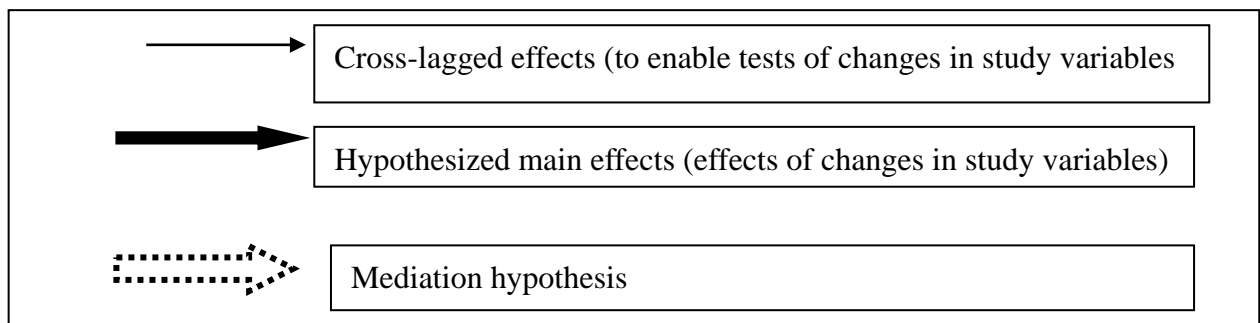 Cross-lagged effects (to enable tests of changes in study variables
Hypothesized main effects (effects of changes in study variables)
Mediation hypothesis